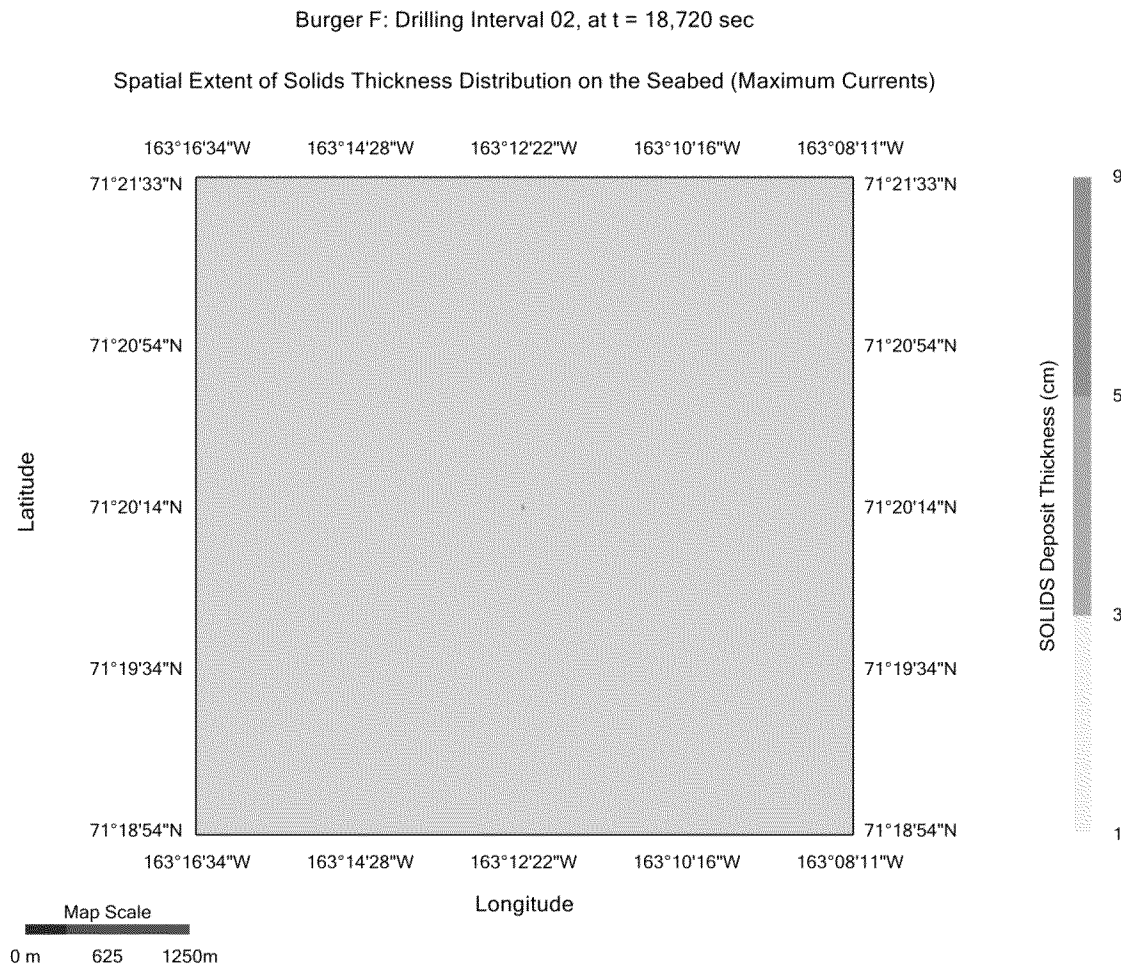 Burger F: Drilling Interval 02, at t = 18,720 sec
Spatial Extent of Solids Thickness Distribution on the Seabed (Maximum Currents)
163°16'34"W 163°14'28"W 163°12'22"W 163°10'16"W 163°08'11"W
71°21'33"N 71°21'33"N 9
71°20'54"N 71°20'54"N
SOLIDS Deposit Thickness (cm)
5
Latitude
71°20'14"N 71°20'14"N
3
71°19'34"N 71°19'34"N
71°18'54"N 71°18'54"N 1
163°16'34"W 163°14'28"W 163°12'22"W 163°10'16"W 163°08'11"W
Longitude
Map Scale
0 m 625 1250m